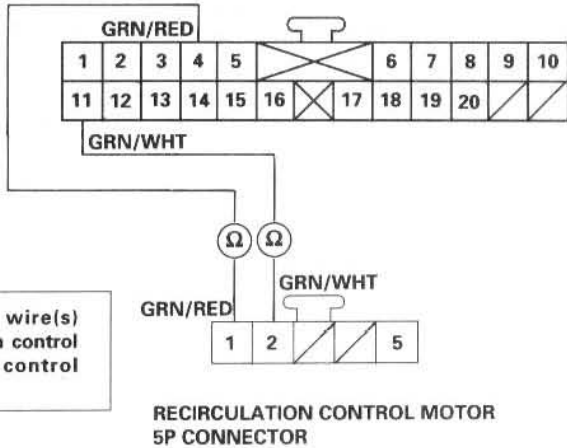 GRN/RED
1 2 3 4 5 6 7 8 9 10
11 12 13 14 15 16 17 18 19 20
GRN/WHT
Ω Ω
GRN/WHT
GRN/RED
1 2 5
wire(s)
control
control
RECIRCULATION CONTROL MOTOR
5P CONNECTOR